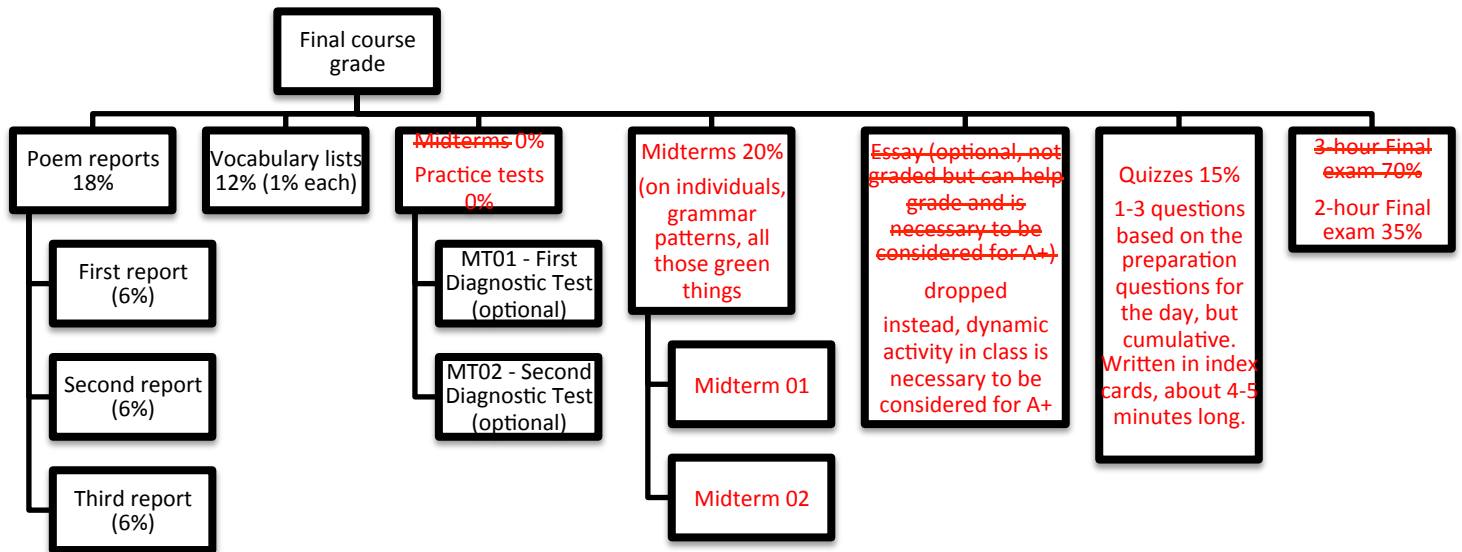 Final course
grade
Poem reports
18%
First report
(6%)
Second report
(6%)
Third report
(6%)
Vocabulary lists
12% (1% each)
Midterms 0%
Practice tests
0%
MT01 - First
Diagnostic Test
(optional)
MT02 - Second
Diagnostic Test
(optional)
Midterms 20%
(on individuals,
grammar
patterns, all
those green
things
Midterm 01
Midterm 02
Essay (optional, not
graded but can help
grade and is
necessary to be
considered for A+)
dropped
instead, dynamic
activity in class is
necessary to be
considered for A+
Quizzes 15%
1-3 questions
based on the
preparation
questions for
the day, but
cumulative.
Written in index
cards, about 4-5
minutes long.
3-hour Final
exam 70%
2-hour Final
exam 35%